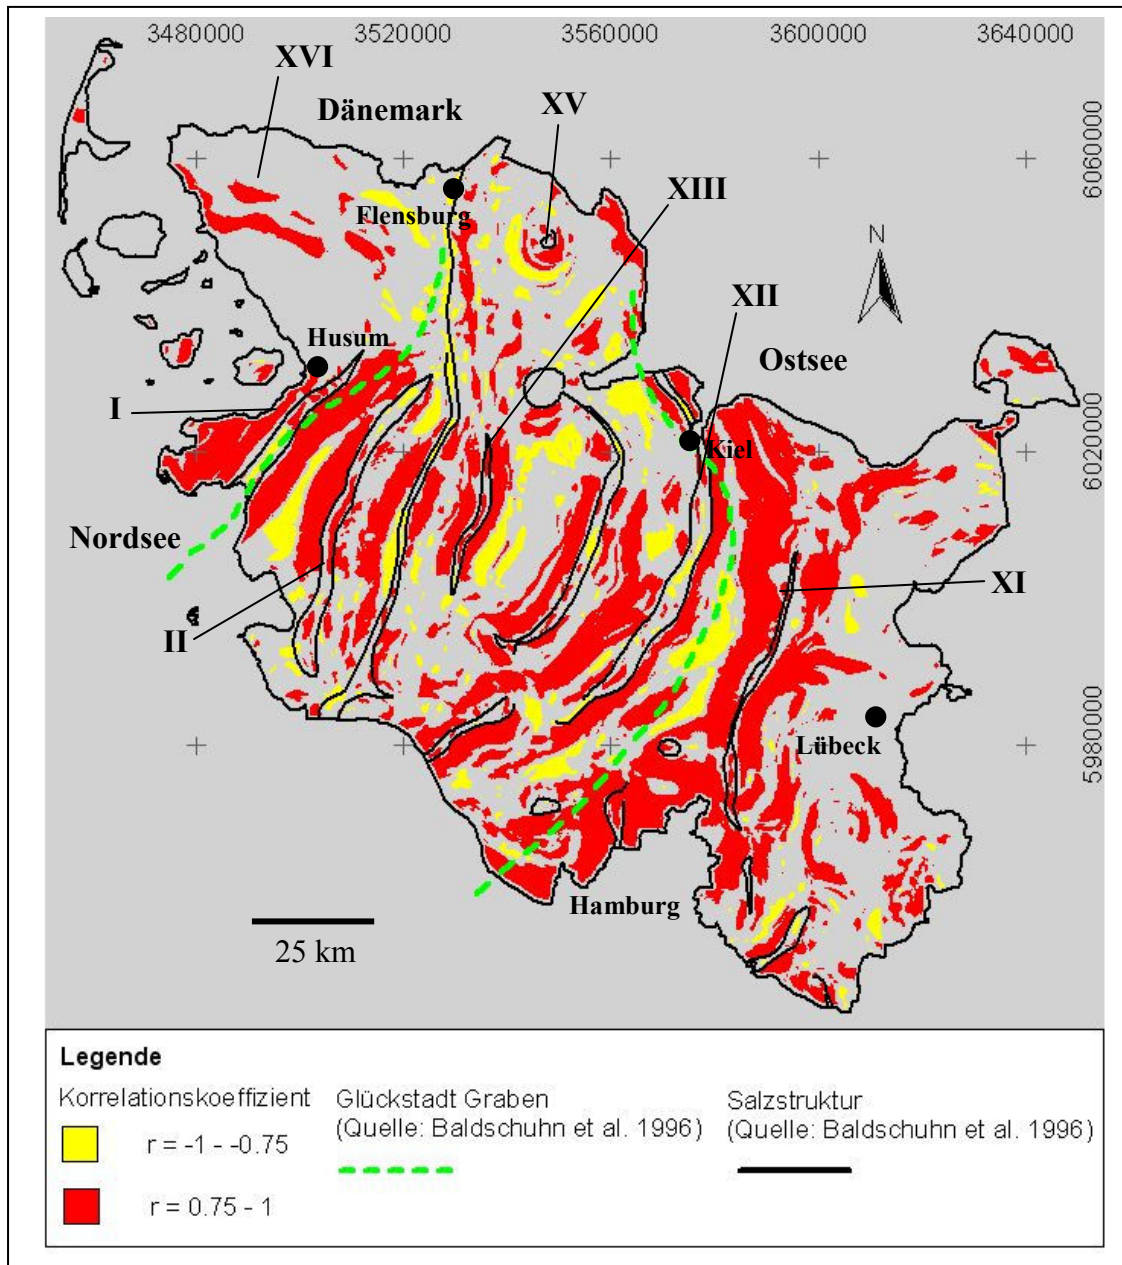 3480000 3520000 3560000 3600000 3640000
XVI
Dänemark
XV
6060000
XIII
Flensburg
N
XII
Husum
Ostsee
I
Kiel
6020000
Nordsee
XI
II
Lübeck
5980000
Hamburg
25 km
Legende
Korrelationskoeffizient
r = -1 - -0.75
r = 0.75 - 1
Glückstadt Graben
(Quelle: Baldschuhn et al. 1996)
Salzstruktur
(Quelle: Baldschuhn et al. 1996)